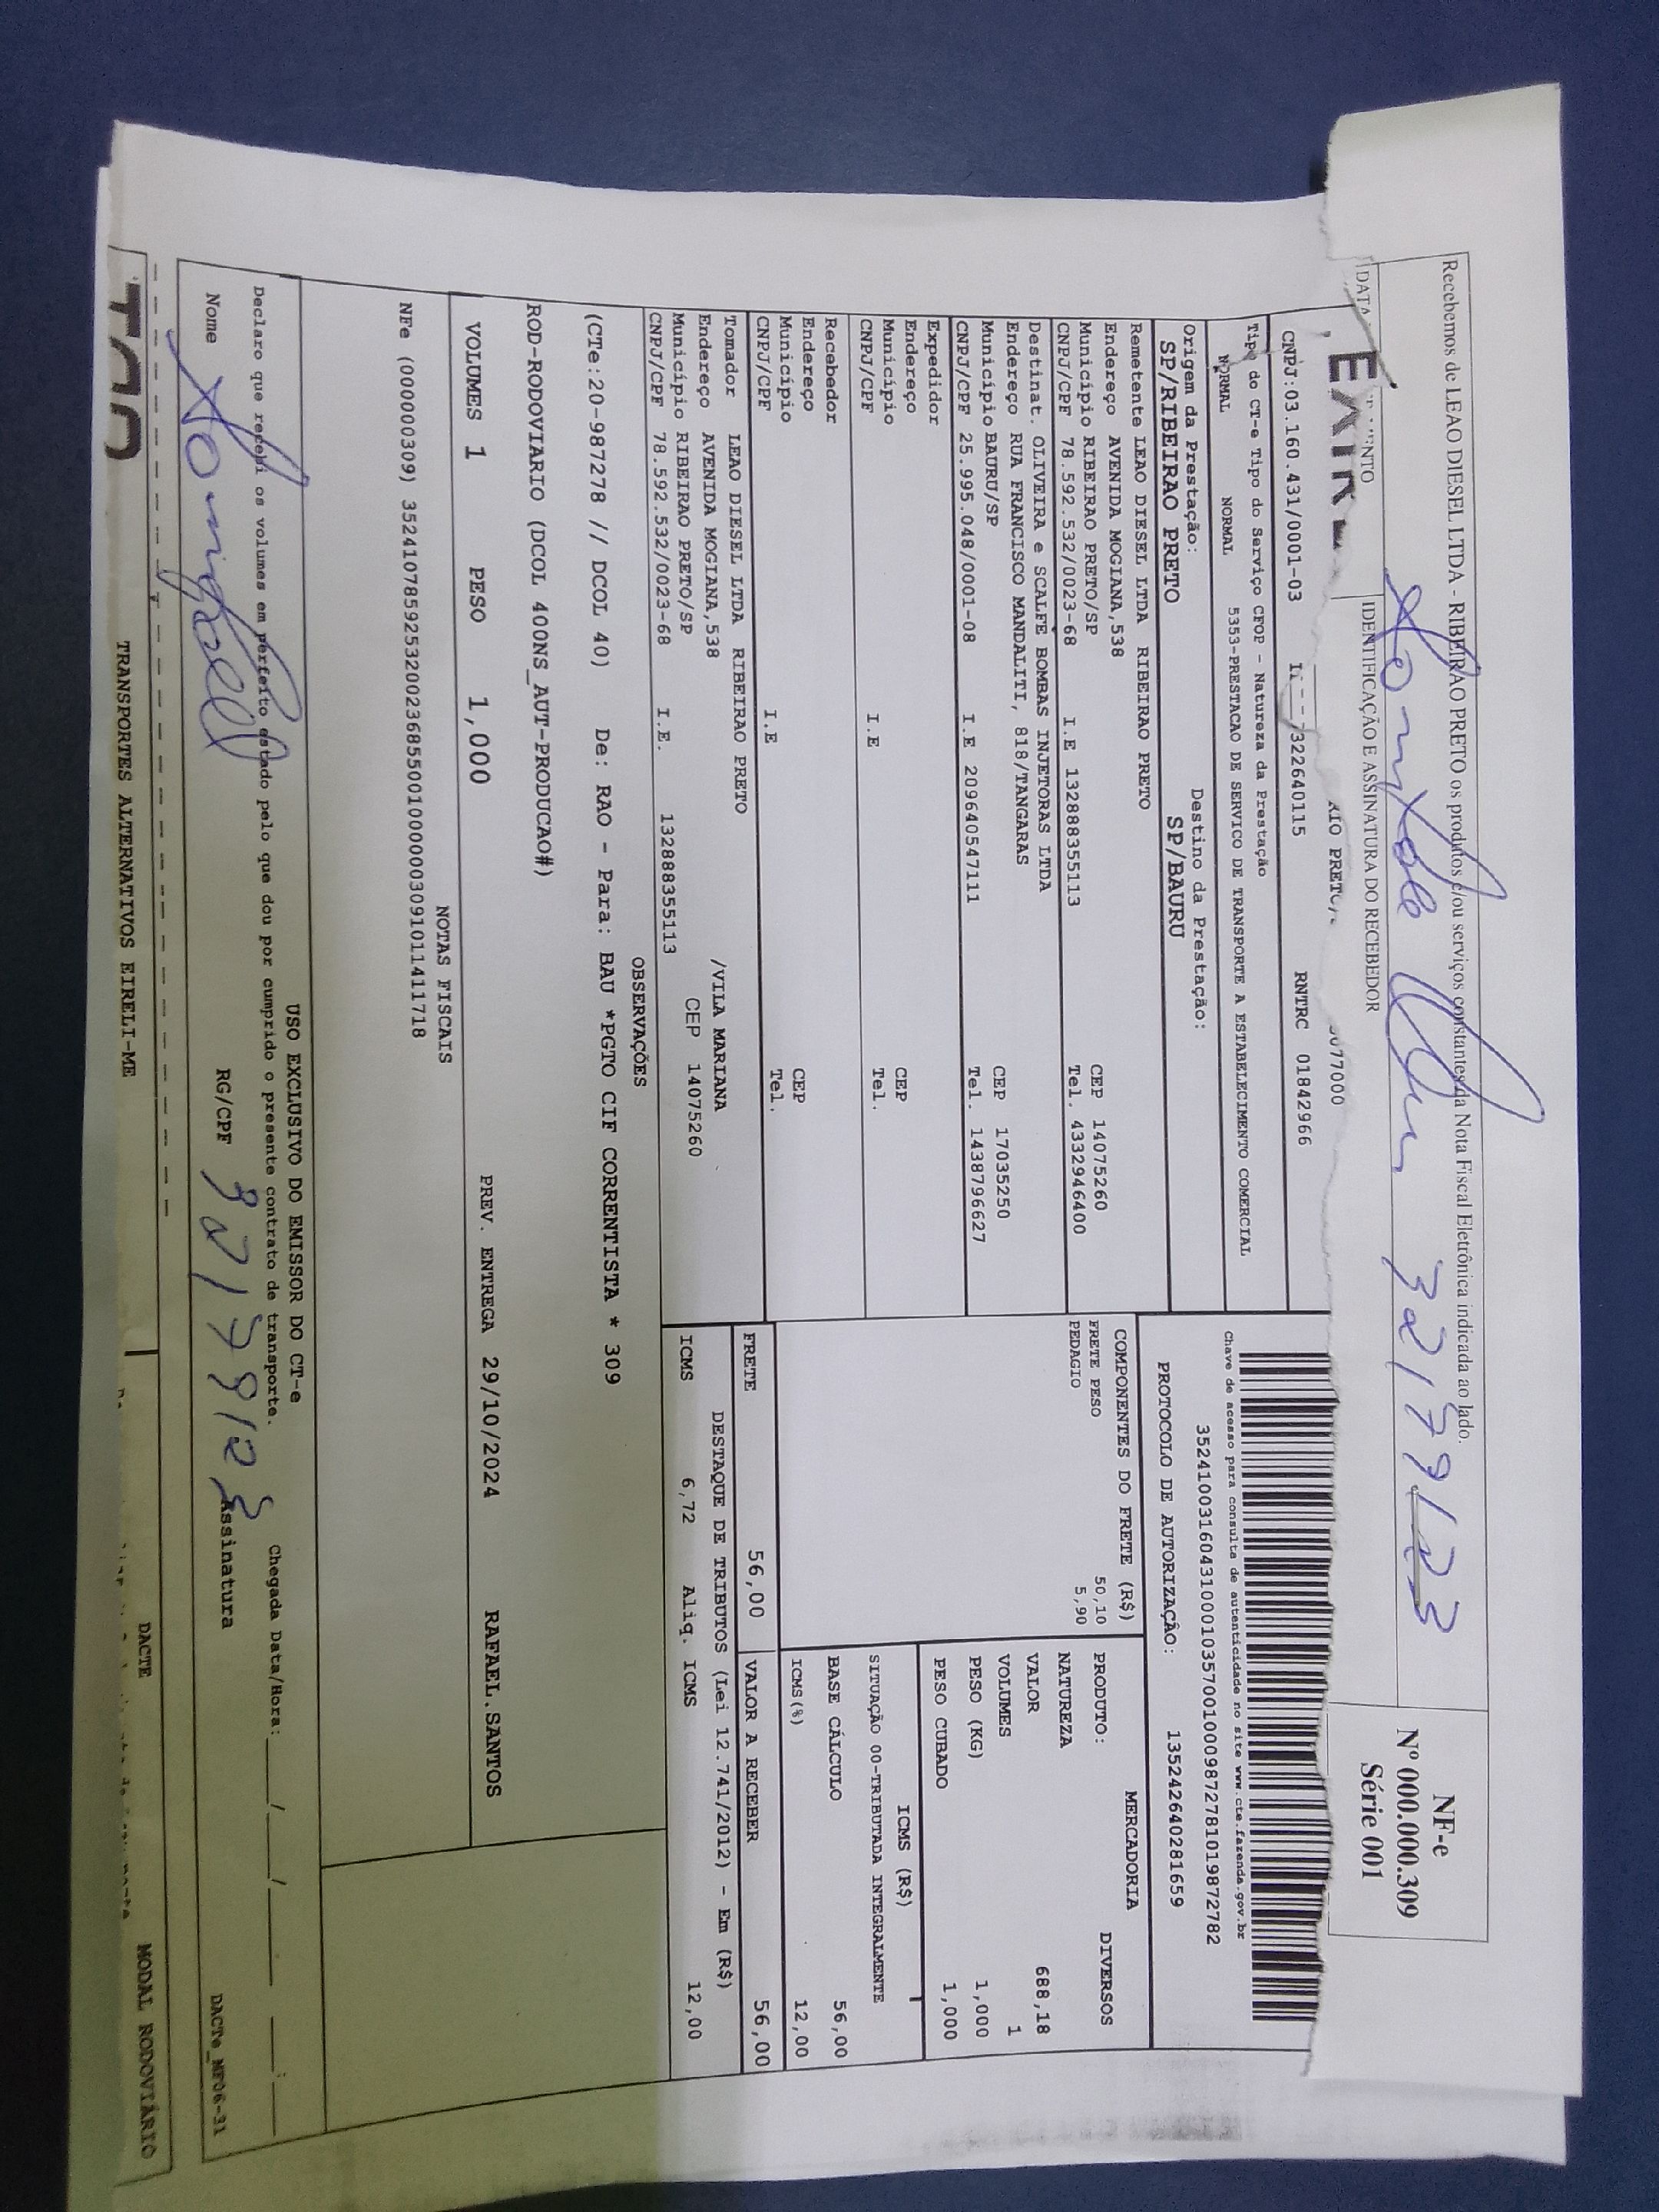 Recebemos de LEAO DIESEL LTDA - RIBEIRAO PRETO os produtos e/ou serviços constantes da Nota Fiscal Eletrônica indicada ao lado.
NF-e
Nº 000.000.309
Série 001
DATA
IDENTIFICAÇÃO E ASSINATURA DO RECEBEDOR
CNPJ:03.160.431/0001-03
RNTRC 01842966
Tipo do CT-e Tipo do Serviço CFOP - Natureza da Prestação
NORMAL NORMAL 5353-PRESTACAO DE SERVICO DE TRANSPORTE A ESTABELECIMENTO COMERCIAL
Chave de acesso para consulta de autenticidade no site www.cte.fazenda.gov.br
35241003160431000103570010009872781019872782
PROTOCOLO DE AUTORIZAÇÃO: 135242640281659
Origem da Prestação: Destino da Prestação:
SP/RIBEIRAO PRETO SP/BAURU
Remetente LEAO DIESEL LTDA RIBEIRAO PRETO
Endereço AVENIDA MOGIANA,538 CEP 14075260
Município RIBEIRAO PRETO/SP Tel. 4332946400
CNPJ/CPF 78.592.532/0023-68 I.E 132888355113
Destinat. OLIVEIRA e SCALFE BOMBAS INJETORAS LTDA
Endereço RUA FRANCISCO MANDALITI, 818/TANGARAS CEP 17035250
Município BAURU/SP Tel. 1438796627
CNPJ/CPF 25.995.048/0001-08 I.E 209640547111
Expedidor
Endereço CEP
Município Tel.
CNPJ/CPF I.E
Recebedor
Endereço CEP
Município Tel.
CNPJ/CPF I.E
Tomador LEAO DIESEL LTDA RIBEIRAO PRETO
Endereço AVENIDA MOGIANA,538 /VILA MARIANA
Município RIBEIRAO PRETO/SP CEP 14075260
CNPJ/CPF 78.592.532/0023-68 I.E. 132888355113
COMPONENTES DO FRETE (R$)
FRETE PESO 50,10
PEDAGIO 5,90
MERCADORIA
PRODUTO: DIVERSOS
NATUREZA
VALOR 688,18
VOLUMES 1
PESO (KG) 1,000
PESO CUBADO 1,000
ICMS (R$)
SITUAÇÃO 00-TRIBUTADA INTEGRALMENTE
BASE CÁLCULO 56,00
ICMS(%) 12,00
FRETE 56,00 VALOR A RECEBER 56,00
DESTAQUE DE TRIBUTOS (Lei 12.741/2012) - Em (R$)
ICMS 6,72 Aliq. ICMS 12,00
OBSERVAÇÕES
(CTe:20-987278 // DCOL 40) De: RAO - Para: BAU *PGTO CIF CORRENTISTA * 309
ROD-RODOVIARIO (DCOL 400NS_AUT-PRODUCAO#)
VOLUMES 1 PESO 1,000 PREV. ENTREGA 29/10/2024 RAFAEL.SANTOS
NOTAS FISCAIS
NFe (000000309) 35241078592532002368550010000003091011411718
USO EXCLUSIVO DO EMISSOR DO CT-e
Declaro que recebi os volumes em perfeito estado pelo que dou por cumprido o presente contrato de transporte.
Chegada Data/Hora: ____/____/____ ___:___
Nome RG/CPF Assinatura
DACTe_MF06-31
TRANSPORTES ALTERNATIVOS EIRELI-ME
DACTE
MODAL RODOVIÁRIO